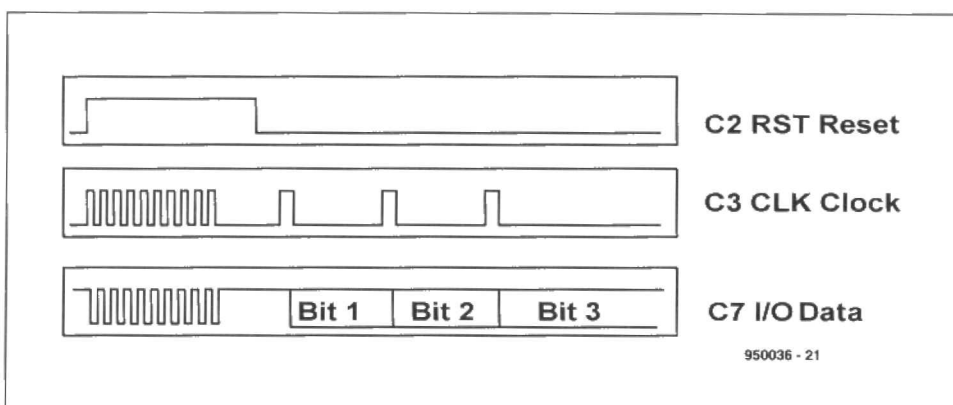 C2 RST Reset
C3 CLK Clock
Bit 1 Bit 2 Bit 3
C7 I/O Data
950036 - 21